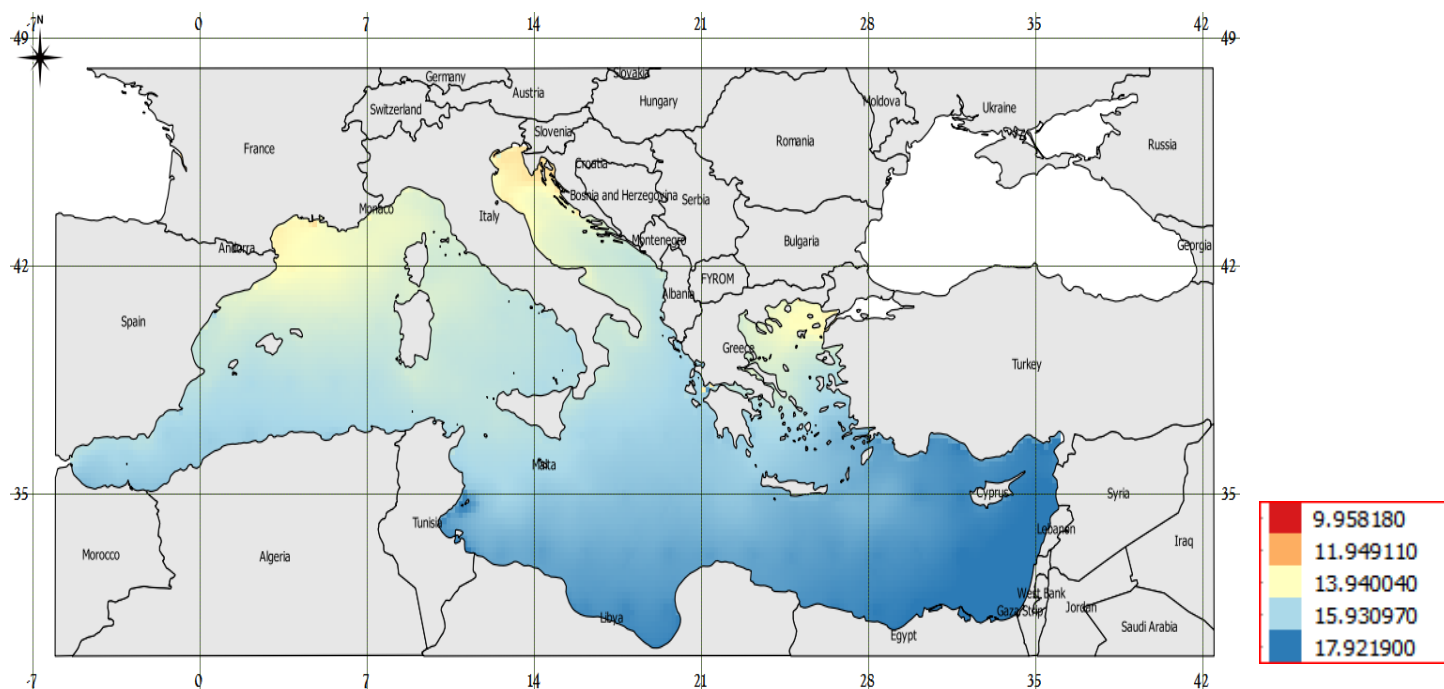 -7 0 7 14 21 28 35 42
N
49 49
Germany Slovakia
Austria
Switzerland Hungary Moldova Ukraine
Slovenia
France Romania Russia
Croatia
Bosnia and Herzegovina Serbia
Monaco Italy
Andorra Montenegro Bulgaria Georgia
42 42
FYROM
Albania
Spain
Greece
Turkey
Malta
35 Cyprus Syria 35
Tunisia Lebanon
Morocco Algeria Iraq
West Bank
Libya Gaza Strip Jordan
Egypt Saudi Arabia
-7 0 7 14 21 28 35 42
9.958180
11.949110
13.940040
15.930970
17.921900